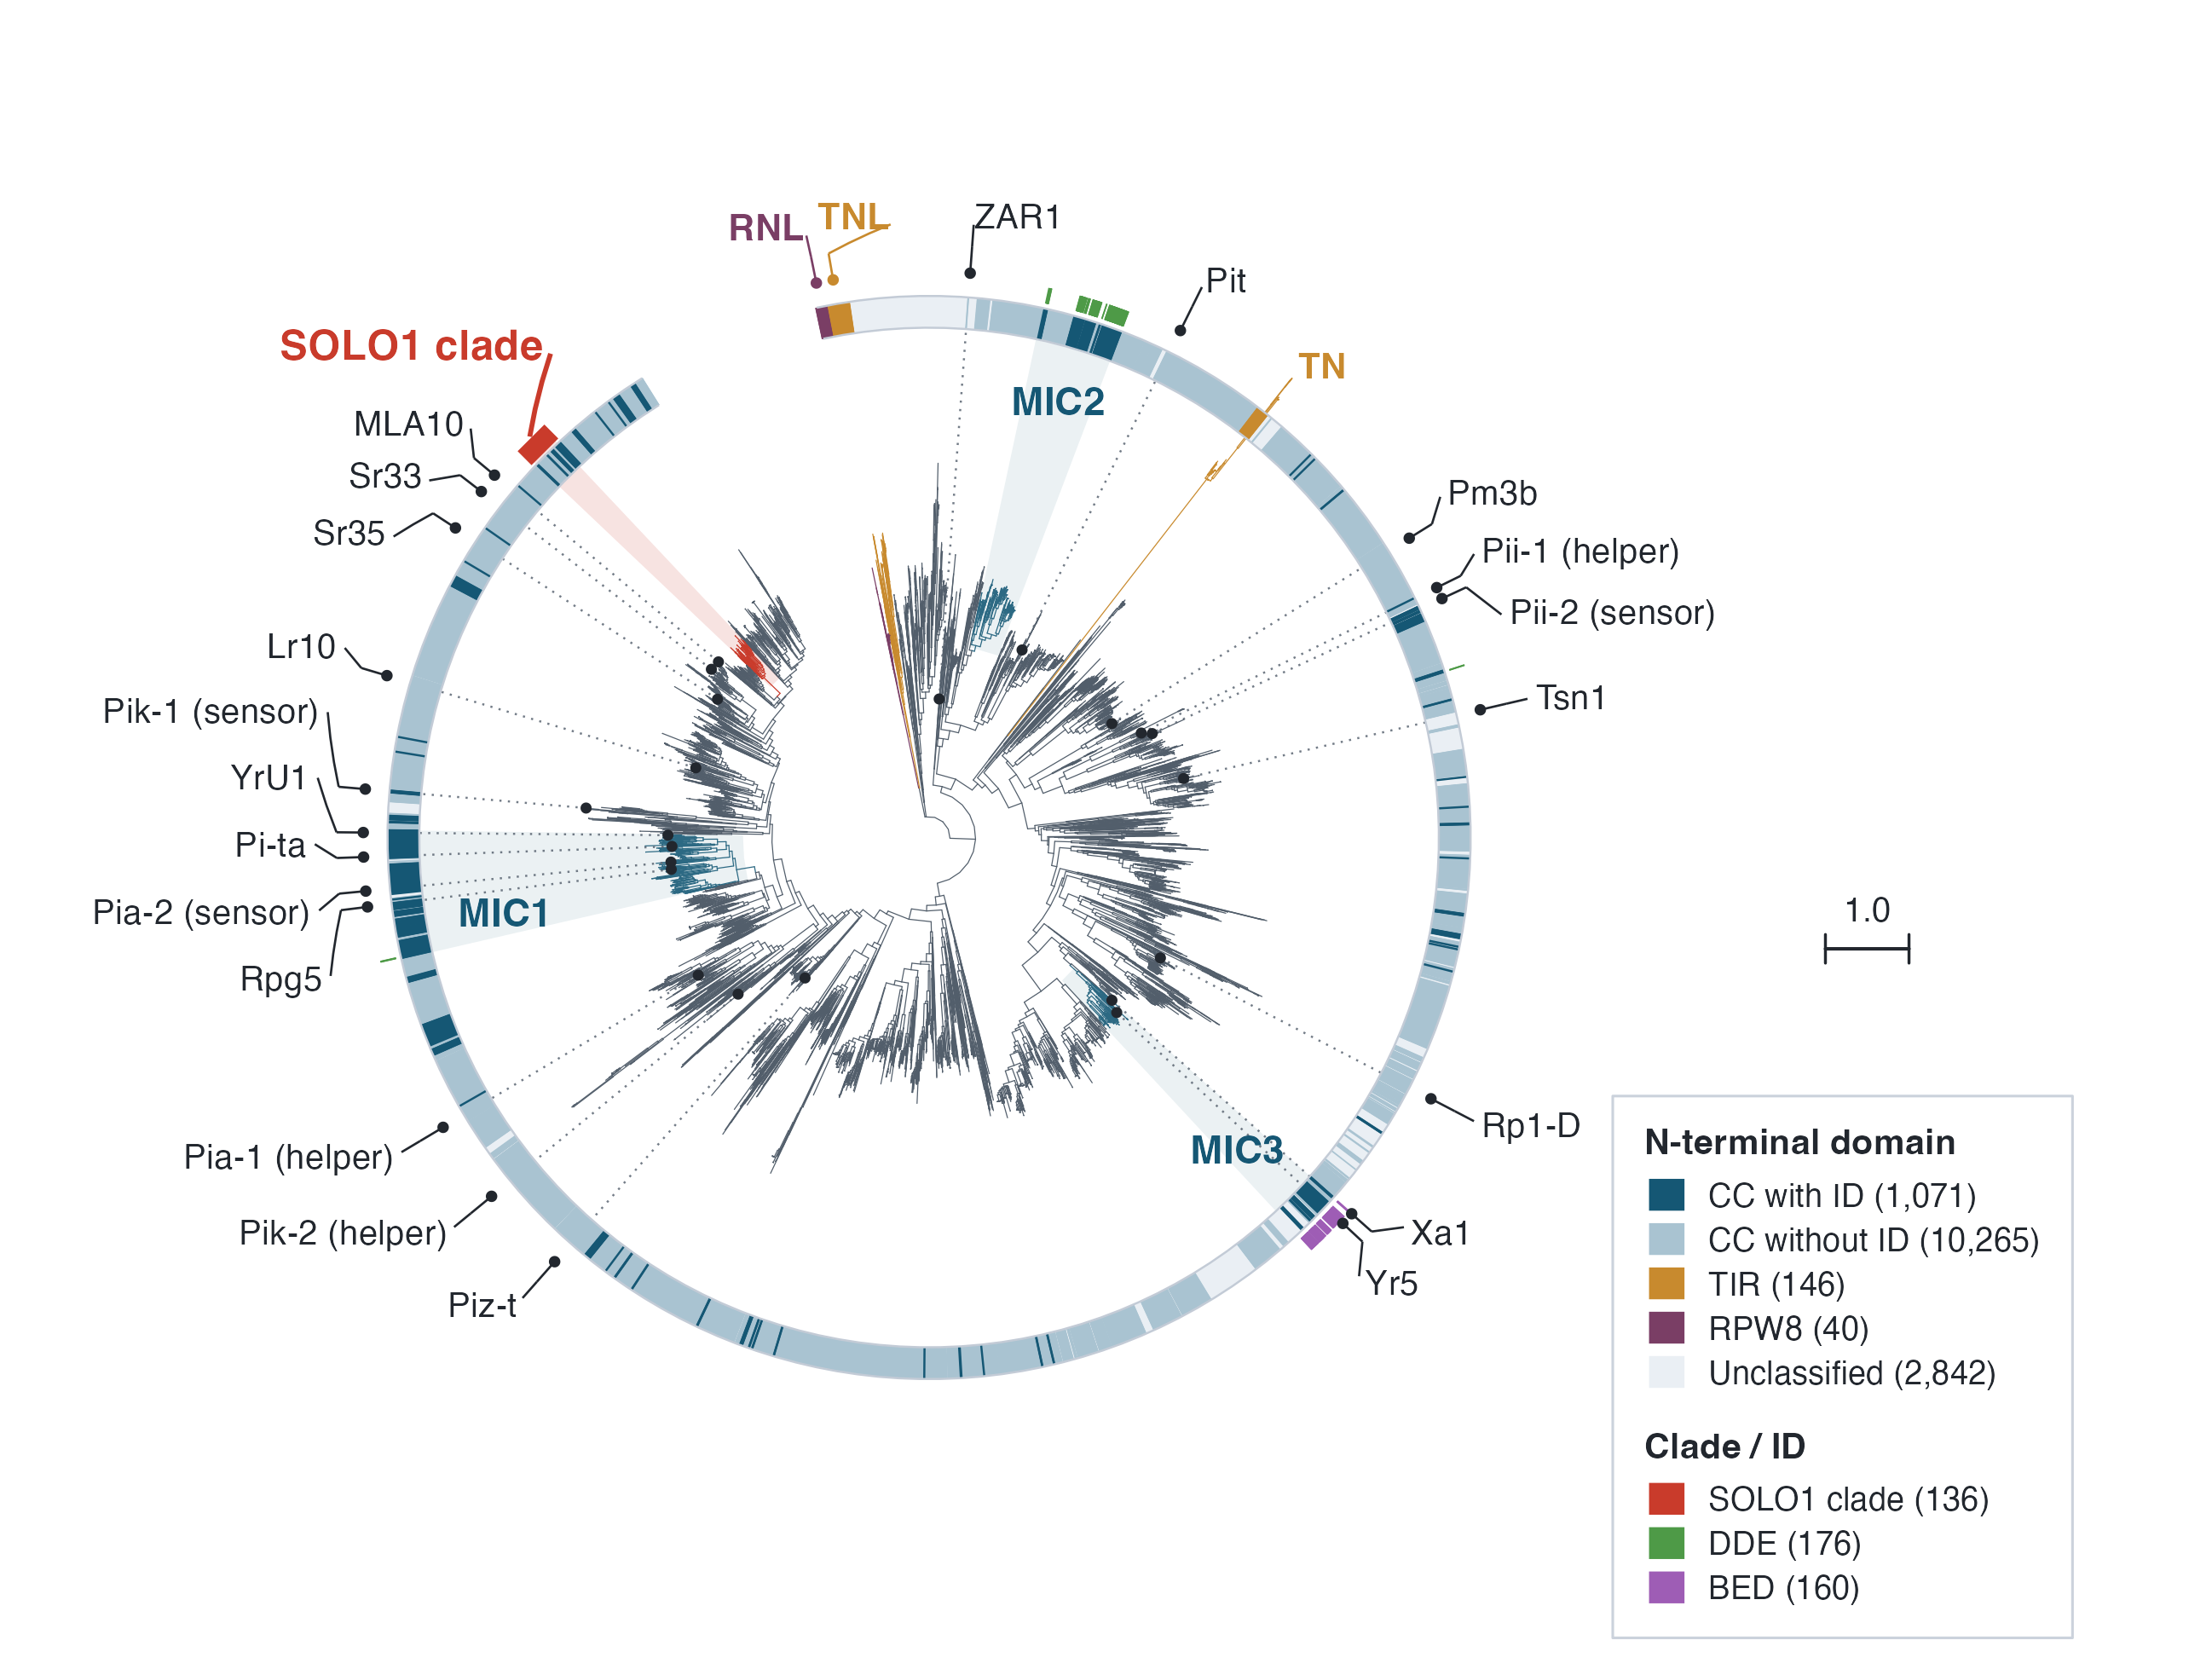 RNL
TNL
ZAR1
Pit
SOLO1 clade
TN
MIC2
MLA10
Sr33
Sr35
Pm3b
Pii-1 (helper)
Pii-2 (sensor)
Lr10
Tsn1
Pik-1 (sensor)
YrU1
Pi-ta
Pia-2 (sensor)
MIC1
Rpg5
1.0
Rp1-D
MIC3
Pia-1 (helper)
Pik-2 (helper)
Xa1
Yr5
Piz-t
N-terminal domain
CC with ID (1,071)
CC without ID (10,265)
TIR (146)
RPW8 (40)
Unclassified (2,842)
Clade / ID
SOLO1 clade (136)
DDE (176)
BED (160)